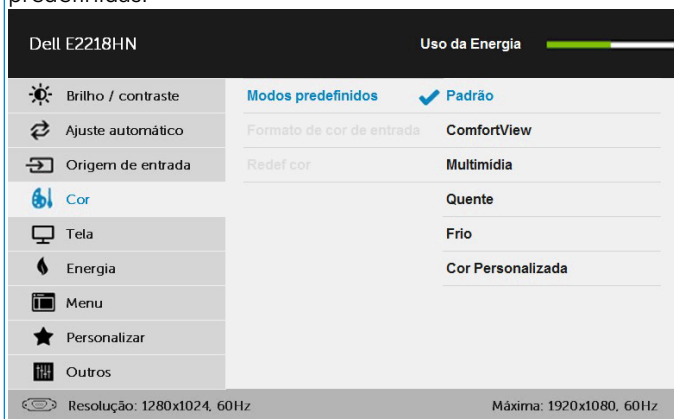 predefinidas.
Dell E2218HN Uso da Energia
Brilho / contraste Modos predefinidos Padrão
Ajuste automático Formato de cor de entrada ComfortView
Origem de entrada Redef cor Multimídia
Cor Quente
Tela Frio
Energia Cor Personalizada
Menu
Personalizar
Outros
Resolução: 1280x1024, 60Hz Máxima: 1920x1080, 60Hz